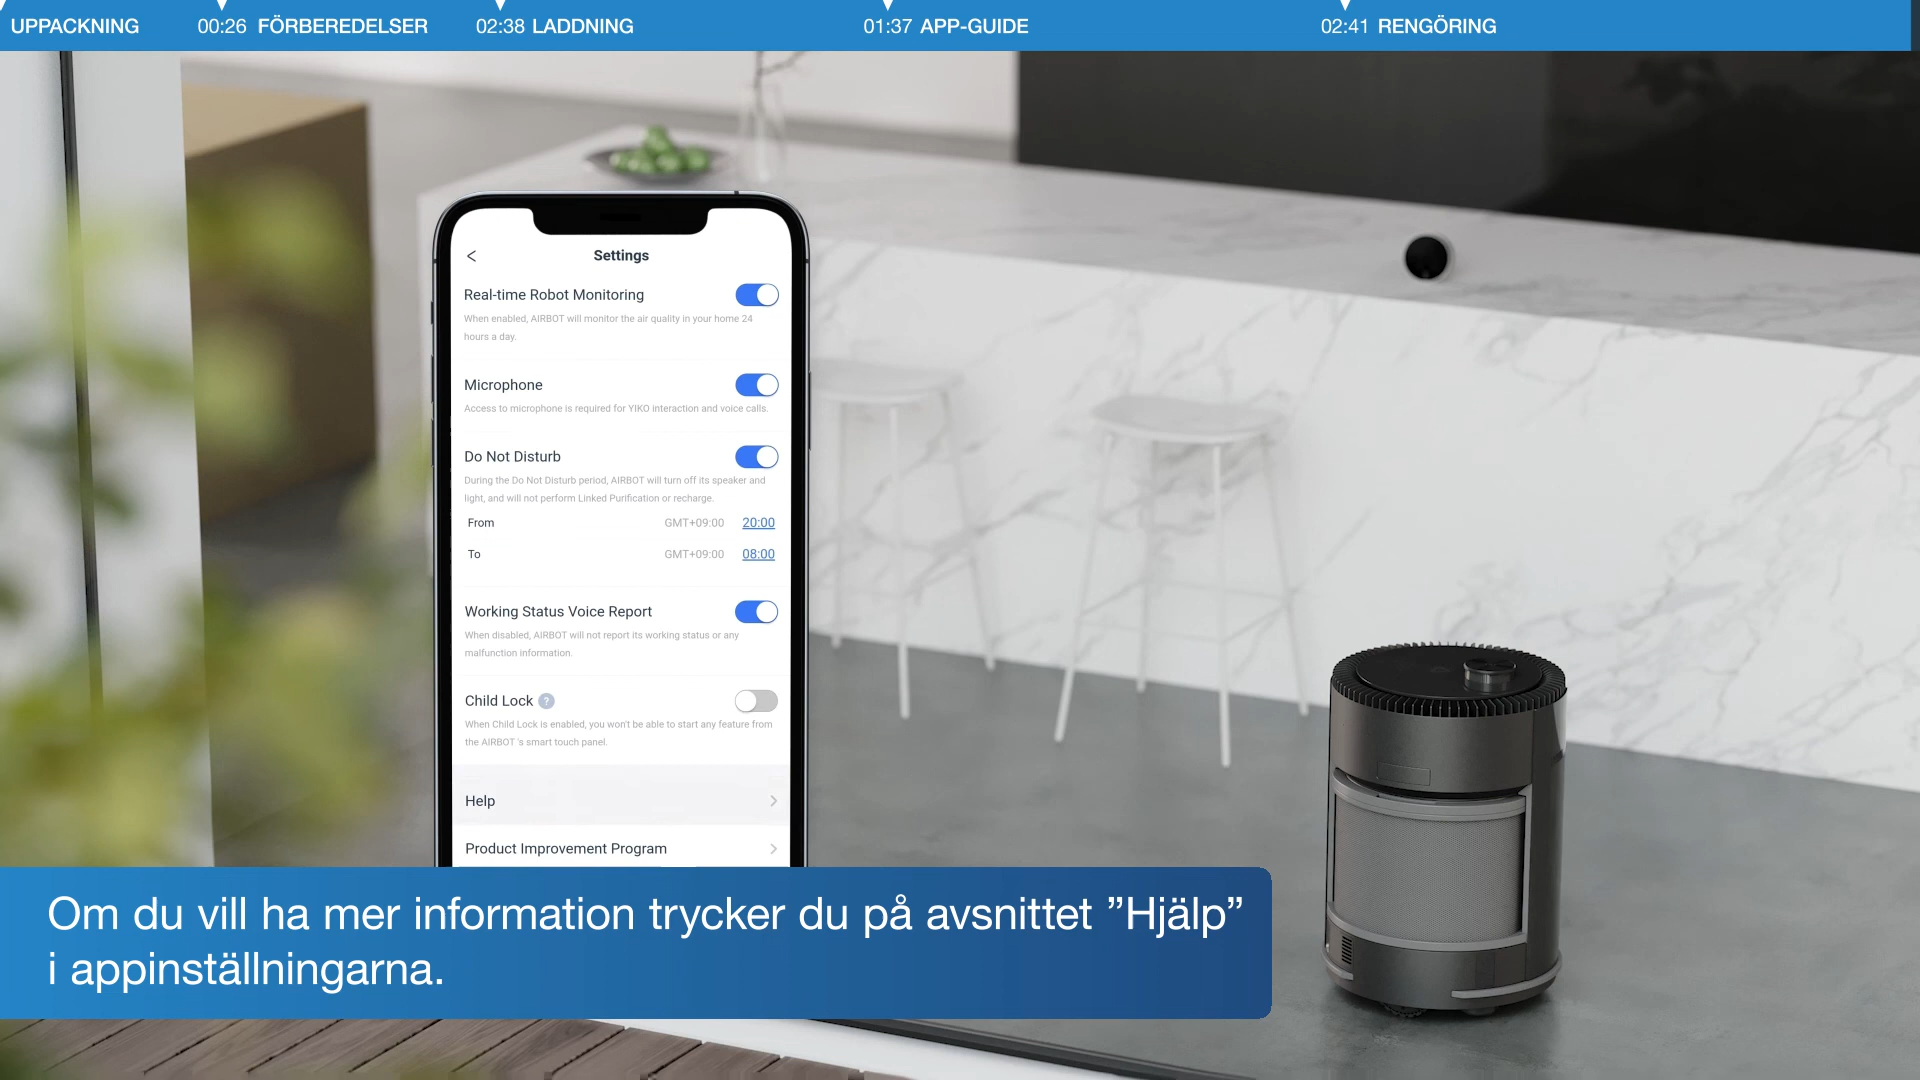 UPPACKNING
00:26 FÖRBEREDELSER
02:38 LADDNING
01:37 APP-GUIDE
02:41 RENGÖRING
<
Settings
Real-time Robot Monitoring
When enabled, AIRBOT will monitor the air quality in your home 24
hours a day.
Microphone
Access to microphone is required for YIKO interaction and voice calls.
Do Not Disturb
During the Do Not Disturb period, AIRBOT will turn off its speaker and
light, and will not perform Linked Purification or recharge.
From GMT+09:00 20:00
To GMT+09:00 08:00
Working Status Voice Report
When disabled, AIRBOT will not report its working status or any
malfunction information.
Child Lock ?
When Child Lock is enabled, you won't be able to start any feature from
the AIRBOT 's smart touch panel.
Help
Product Improvement Program
Om du vill ha mer information trycker du på avsnittet ”Hjälp”
i appinställningarna.